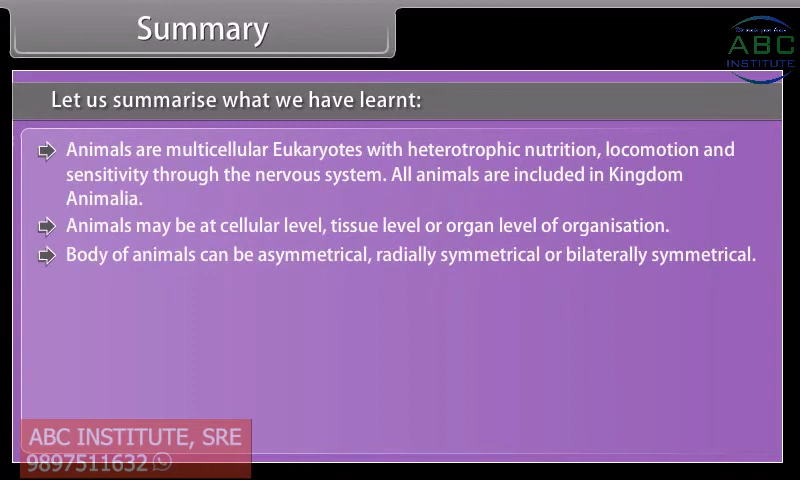 Summary
ABC
INSTITUTE
Let us summarise what we have learnt:
Animals are multicellular Eukaryotes with heterotrophic nutrition, locomotion and
sensitivity through the nervous system. All animals are included in Kingdom
Animalia.
Animals may be at cellular level, tissue level or organ level of organisation.
Body of animals can be asymmetrical, radially symmetrical or bilaterally symmetrical.
ABC INSTITUTE, SRE
9897511632